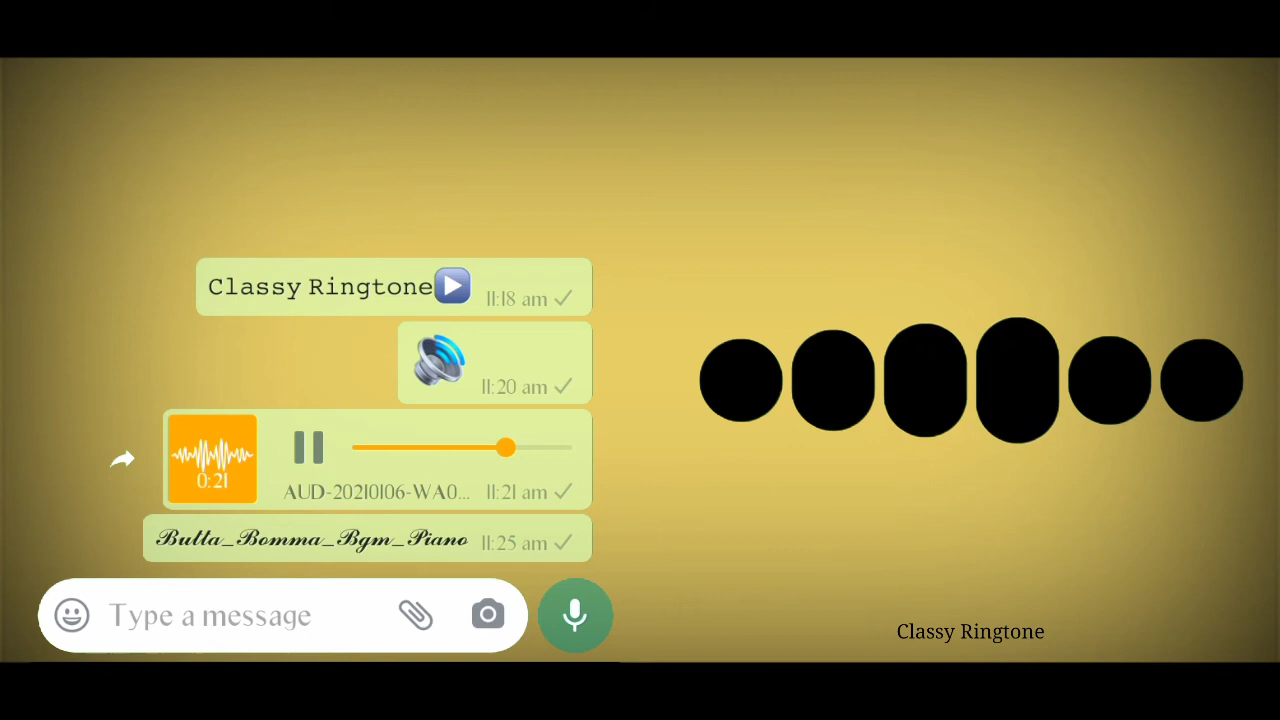 Classy Ringtone
11:18 am
11:20 am
0:21
AUD-20210106-WA0...
11:21 am
Butta_Bomma_Bgm_Piano
11:25 am
Type a message
Classy Ringtone